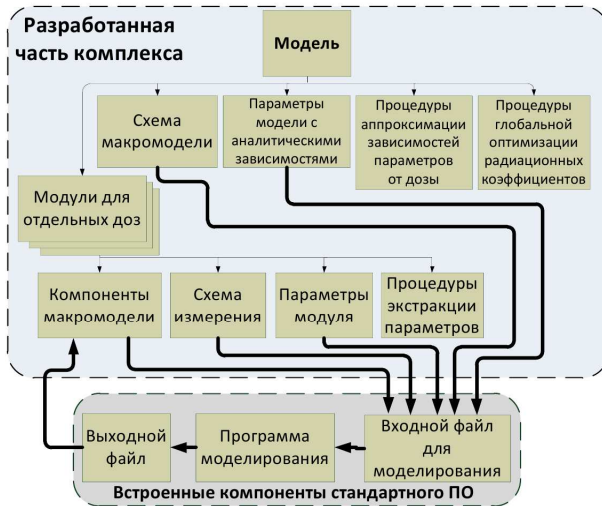 Разработанная
часть комплекса
Модель
Схема
макромодели
Параметры
модели с
аналитическими
зависимостями
Процедуры
аппроксимации
зависимостей
параметров
от дозы
Процедуры
глобальной
оптимизации
радиационных
коэффициентов
Модули для
отдельных доз
Компоненты
макромодели
Схема
измерения
Параметры
модуля
Процедуры
экстракции
параметров
Выходной
файл
Программа
моделирования
Входной файл
для
моделирования
Встроенные компоненты стандартного ПО